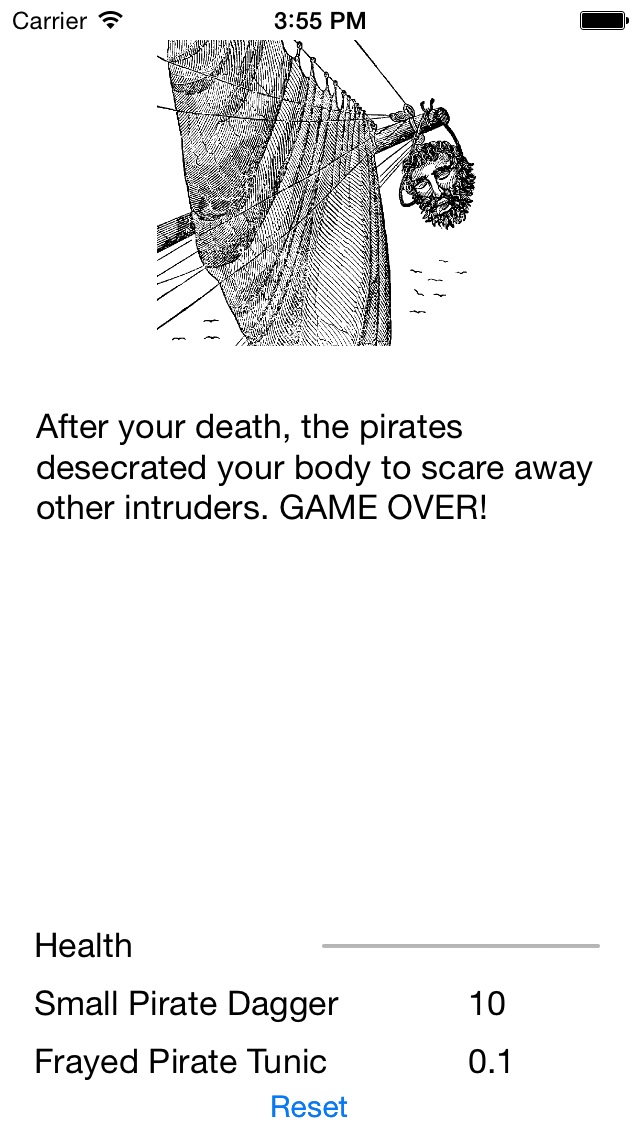 Carrier 3:55 PM
After your death, the pirates
desecrated your body to scare away
other intruders. GAME OVER!
Health
Small Pirate Dagger 10
Frayed Pirate Tunic 0.1
Reset